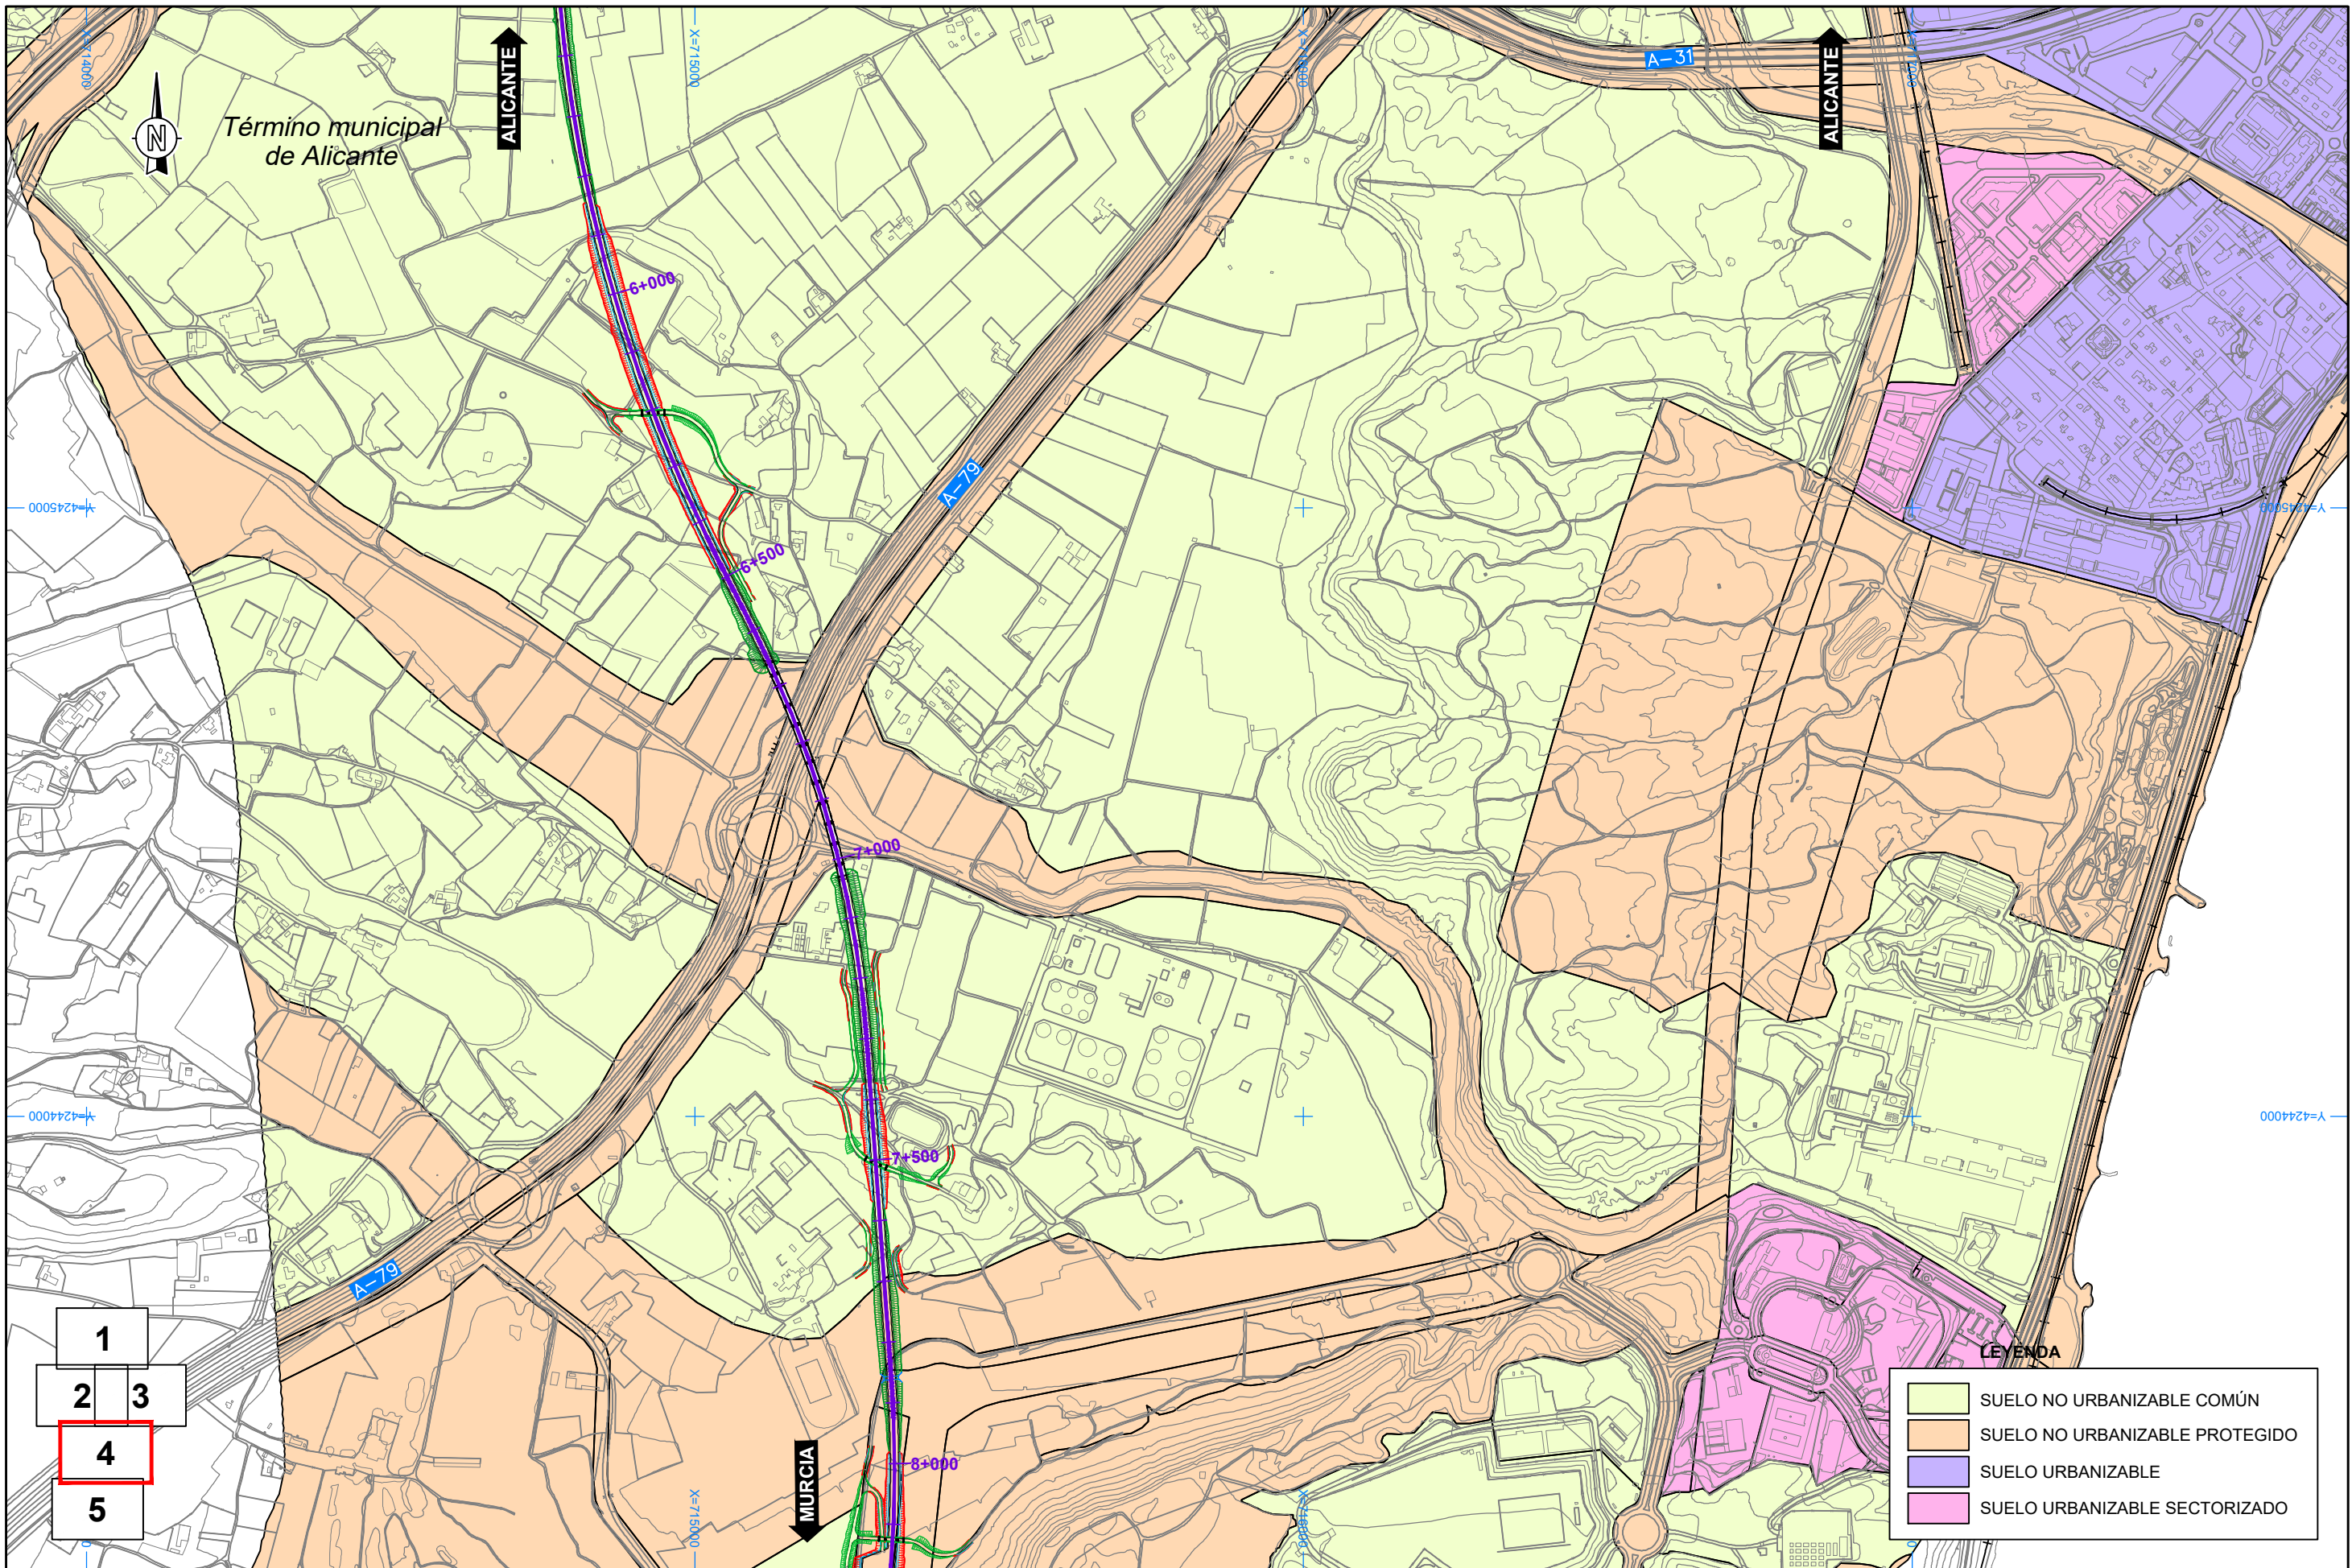 X=714000
X=715000
X=716000
ALICANTE
ALICANTE
A-31
N
Término municipal
de Alicante
6+000
A-79
Y=4245000
Y=4245000
6+500
7+000
Y=4244000
Y=4244000
7+500
A-79
1
2
3
4
5
MURCIA
8+000
X=715000
X=716000
LEYENDA
SUELO NO URBANIZABLE COMÚN
SUELO NO URBANIZABLE PROTEGIDO
SUELO URBANIZABLE
SUELO URBANIZABLE SECTORIZADO